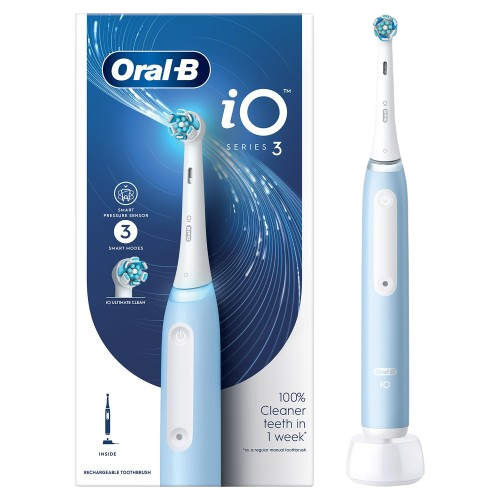 Oral-B
iO™
SERIES 3
SMART
PRESSURE SENSOR
3
SMART MODES
iO ULTIMATE CLEAN
100%
Cleaner
teeth in
1 week*
*vs. a regular manual toothbrush
INSIDE
RECHARGEABLE TOOTHBRUSH
Oral-B
iO